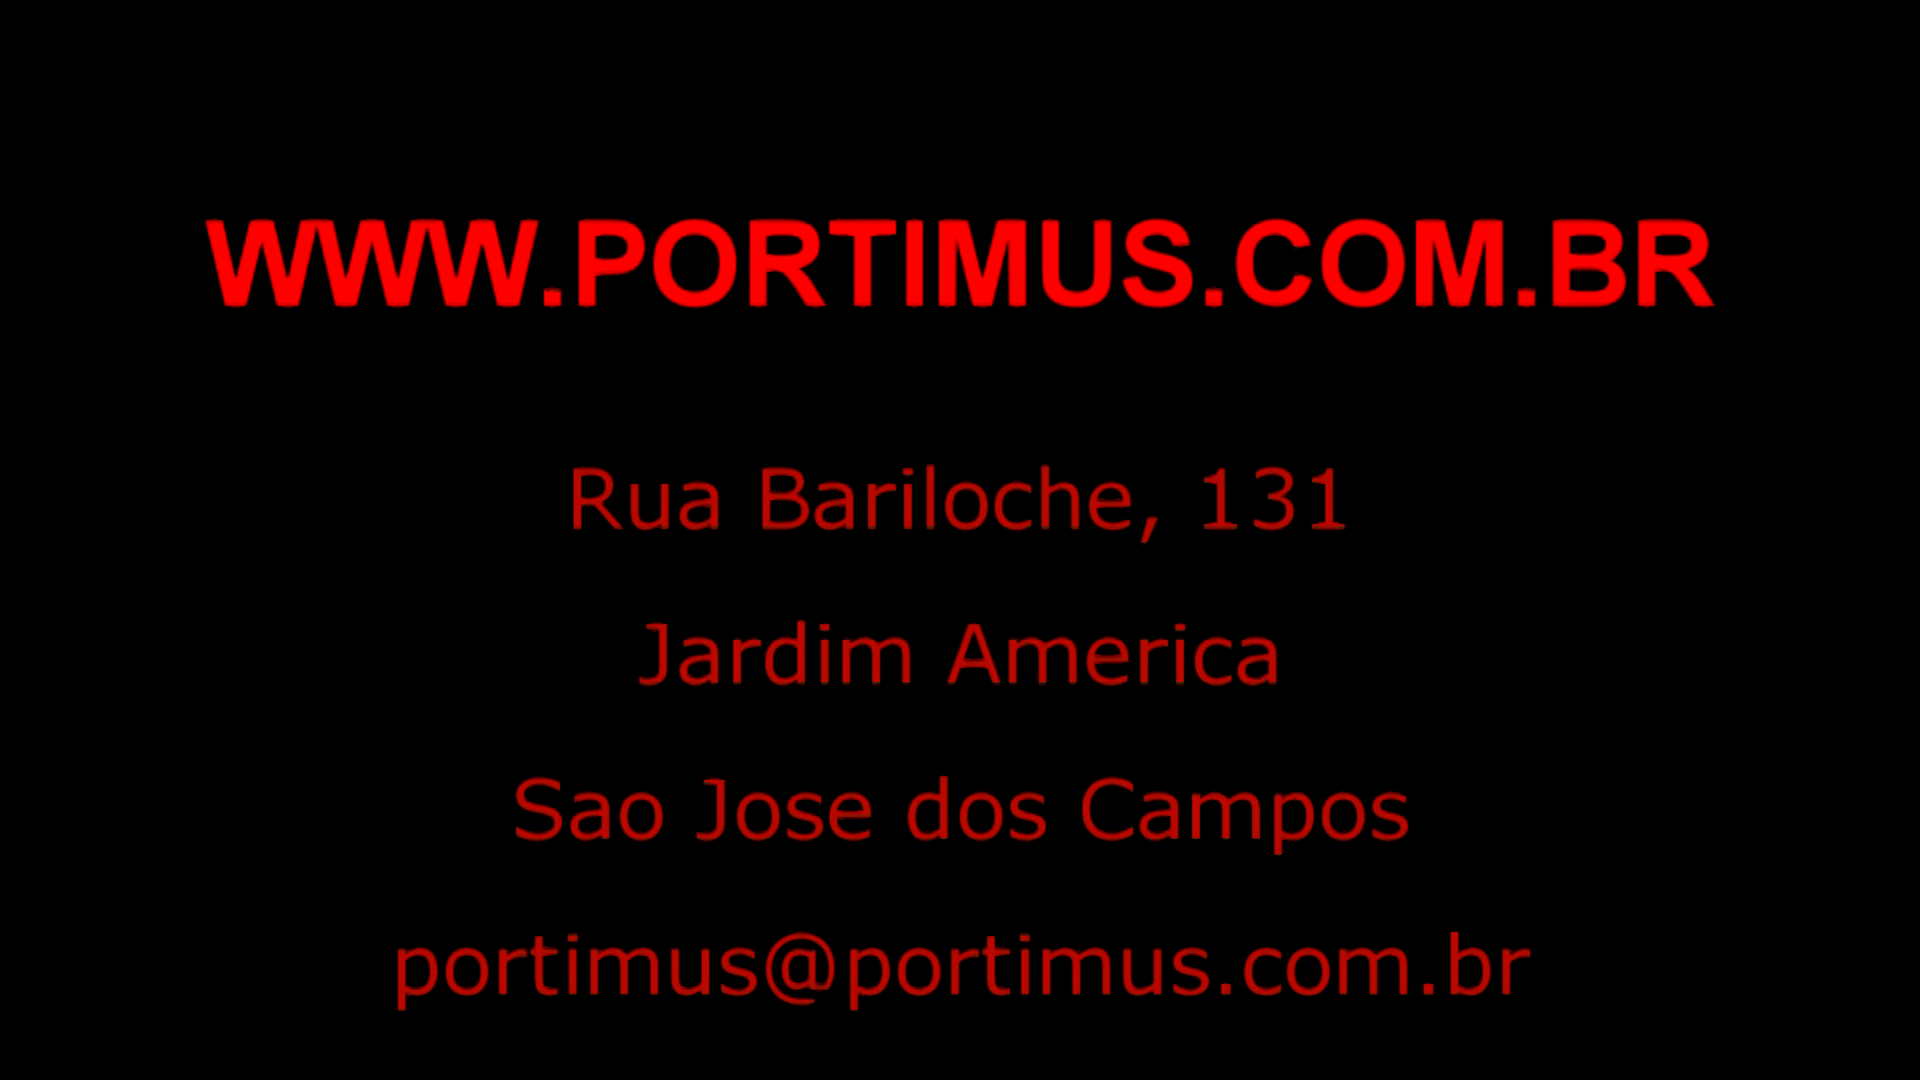 WWW.PORTIMUS.COM.BR
Rua Bariloche, 131
Jardim America
Sao Jose dos Campos
portimus@portimus.com.br